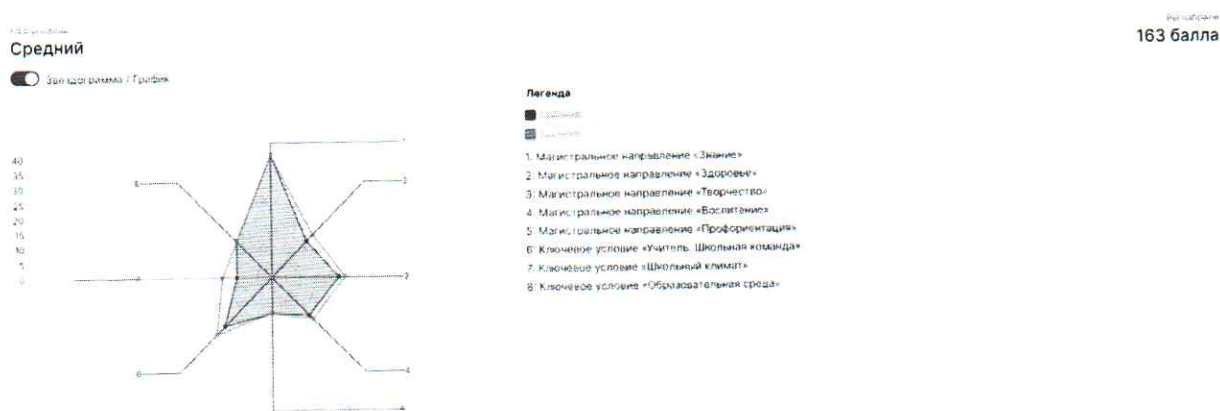 Средний
Звездограмма / График
Вы набрали
163 балла
Легенда
1. Магистральное направление «Знание»
2. Магистральное направление «Здоровье»
3. Магистральное направление «Творчество»
4. Магистральное направление «Воспитание»
5. Магистральное направление «Профориентация»
6. Ключевое условие «Учитель. Школьная команда»
7. Ключевое условие «Школьный климат»
8. Ключевое условие «Образовательная среда»
40
35
30
25
20
15
10
5
0